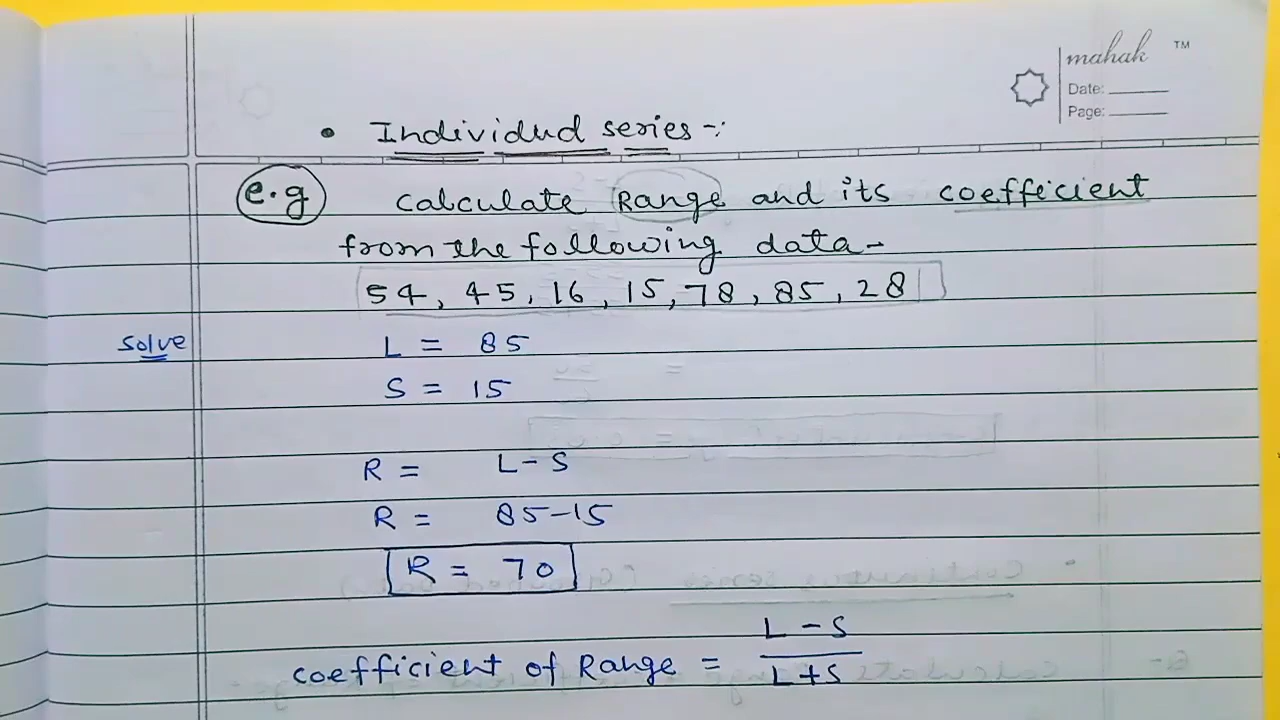 mahak TM
Date:
Page:
• Individud series -:
e.g calculate Range and its coefficient
from the following data-
54, 45, 16, 15, 78, 85, 28
Solve L = 85
S = 15
R = L-S
R = 85-15
R = 70
coefficient of Range = L-S
L+S